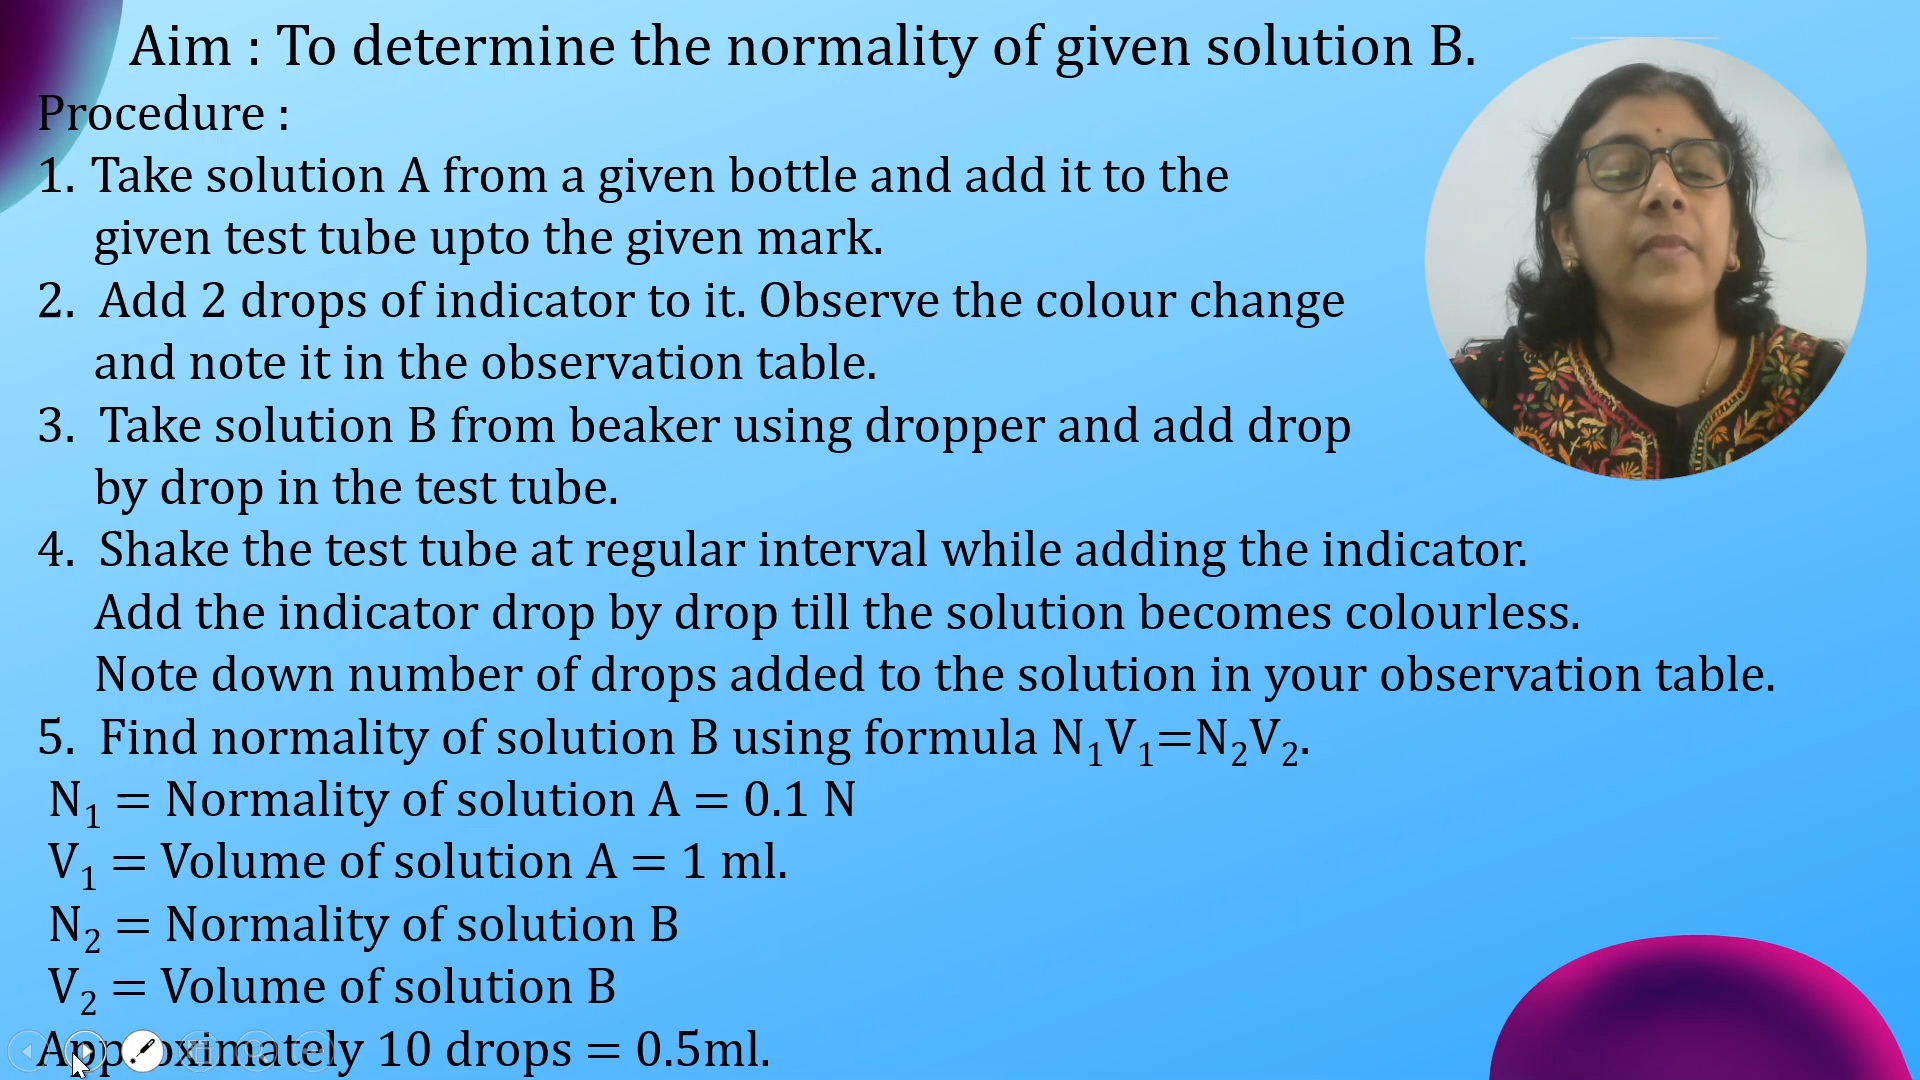 Aim : To determine the normality of given solution B.
Procedure :
1. Take solution A from a given bottle and add it to the
given test tube upto the given mark.
2. Add 2 drops of indicator to it. Observe the colour change
and note it in the observation table.
3. Take solution B from beaker using dropper and add drop
by drop in the test tube.
4. Shake the test tube at regular interval while adding the indicator.
Add the indicator drop by drop till the solution becomes colourless.
Note down number of drops added to the solution in your observation table.
5. Find normality of solution B using formula N₁V₁=N₂V₂.
N₁ = Normality of solution A = 0.1 N
V₁ = Volume of solution A = 1 ml.
N₂ = Normality of solution B
V₂ = Volume of solution B
Approximately 10 drops = 0.5ml.